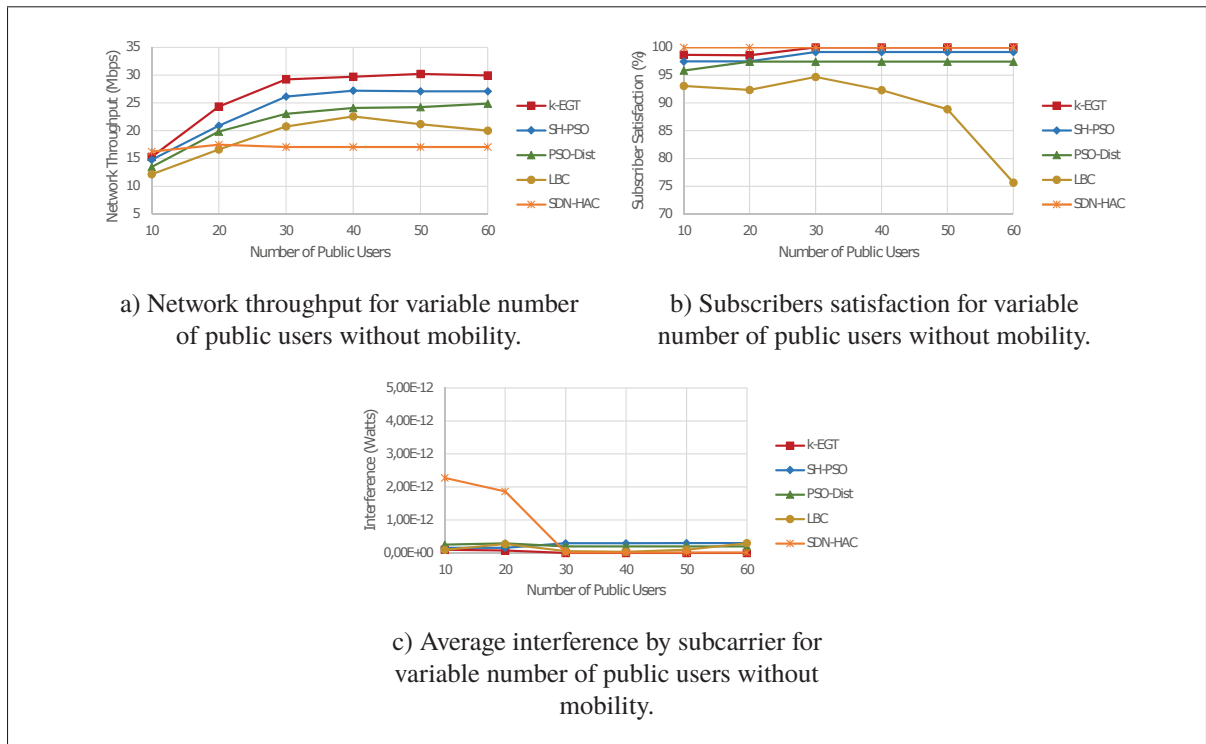 35
30
25
20
15
10
5
Network Throughput (Mbps)
10 20 30 40 50 60
Number of Public Users
k-EGT
SH-PSO
PSO-Dist
LBC
SDN-HAC
a) Network throughput for variable number
of public users without mobility.
100
95
90
85
80
75
70
Subscriber Satisfaction (%)
10 20 30 40 50 60
Number of Public Users
k-EGT
SH-PSO
PSO-Dist
LBC
SDN-HAC
b) Subscribers satisfaction for variable
number of public users without mobility.
5,00E-12
4,00E-12
3,00E-12
2,00E-12
1,00E-12
0,00E+00
Interference (Watts)
10 20 30 40 50 60
Number of Public Users
k-EGT
SH-PSO
PSO-Dist
LBC
SDN-HAC
c) Average interference by subcarrier for
variable number of public users without
mobility.